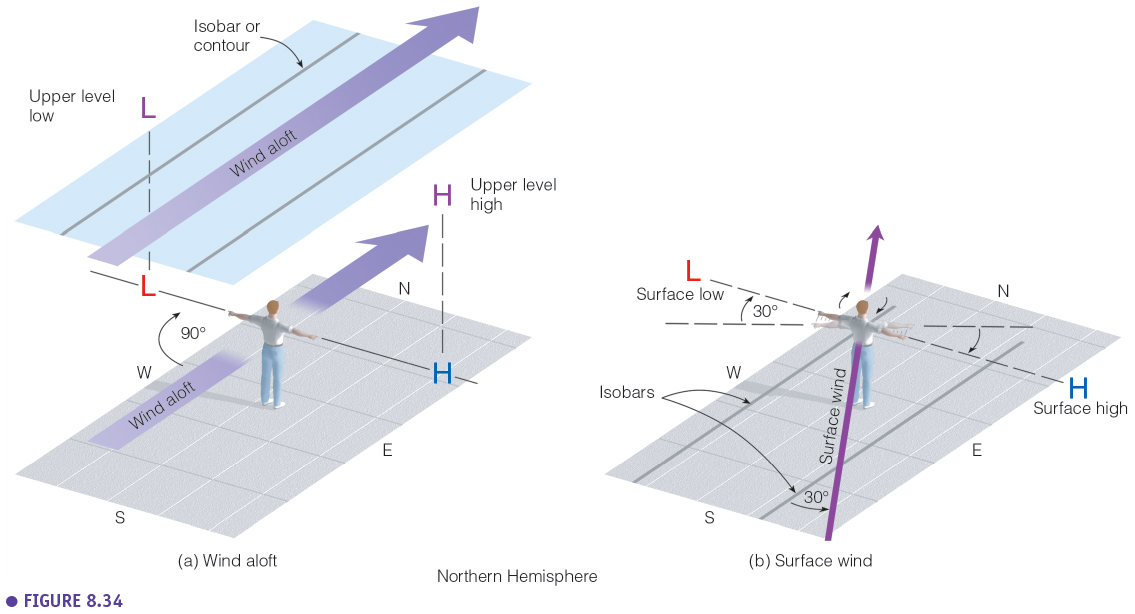 Isobar or
contour
Upper level
low
L
Wind aloft
H
Upper level
high
L
N
90°
W
H
Wind aloft
E
S
(a) Wind aloft
L
Surface low
30°
N
W
Isobars
H
Surface high
Surface wind
E
30°
S
(b) Surface wind
Northern Hemisphere
● FIGURE 8.34